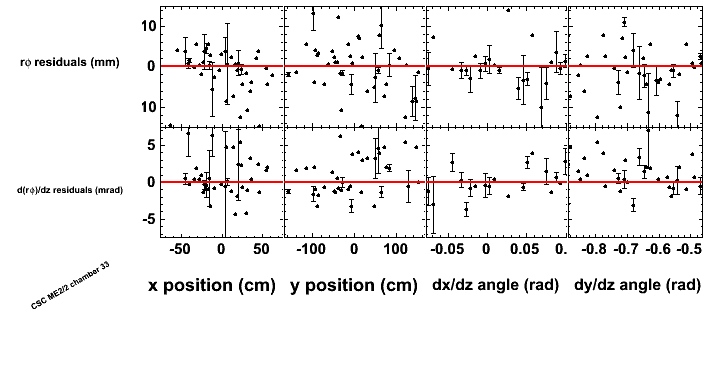 rϕ residuals (mm)
10
0
10
d(rϕ)/dz residuals (mrad)
5
0
-5
-50 0 50 -100 0 100 -0.05 0 0.05 0. -0.8 -0.7 -0.6 -0.5
x position (cm) y position (cm) dx/dz angle (rad) dy/dz angle (rad)
CSC ME2/2 chamber 33